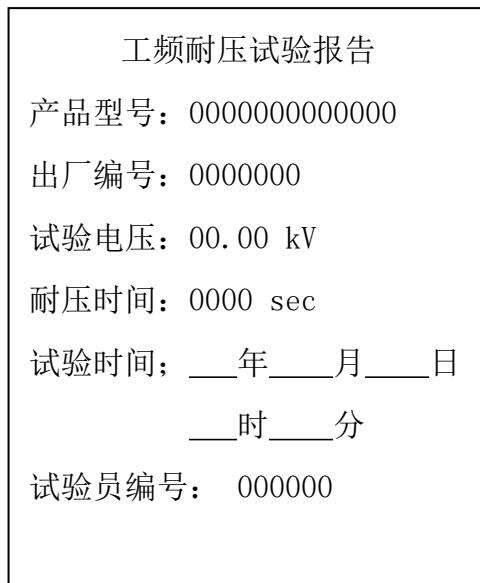 工频耐压试验报告
产品型号：0000000000000
出厂编号：0000000
试验电压：00.00 kV
耐压时间：0000 sec
试验时间；___年____月____日
___时____分
试验员编号： 000000